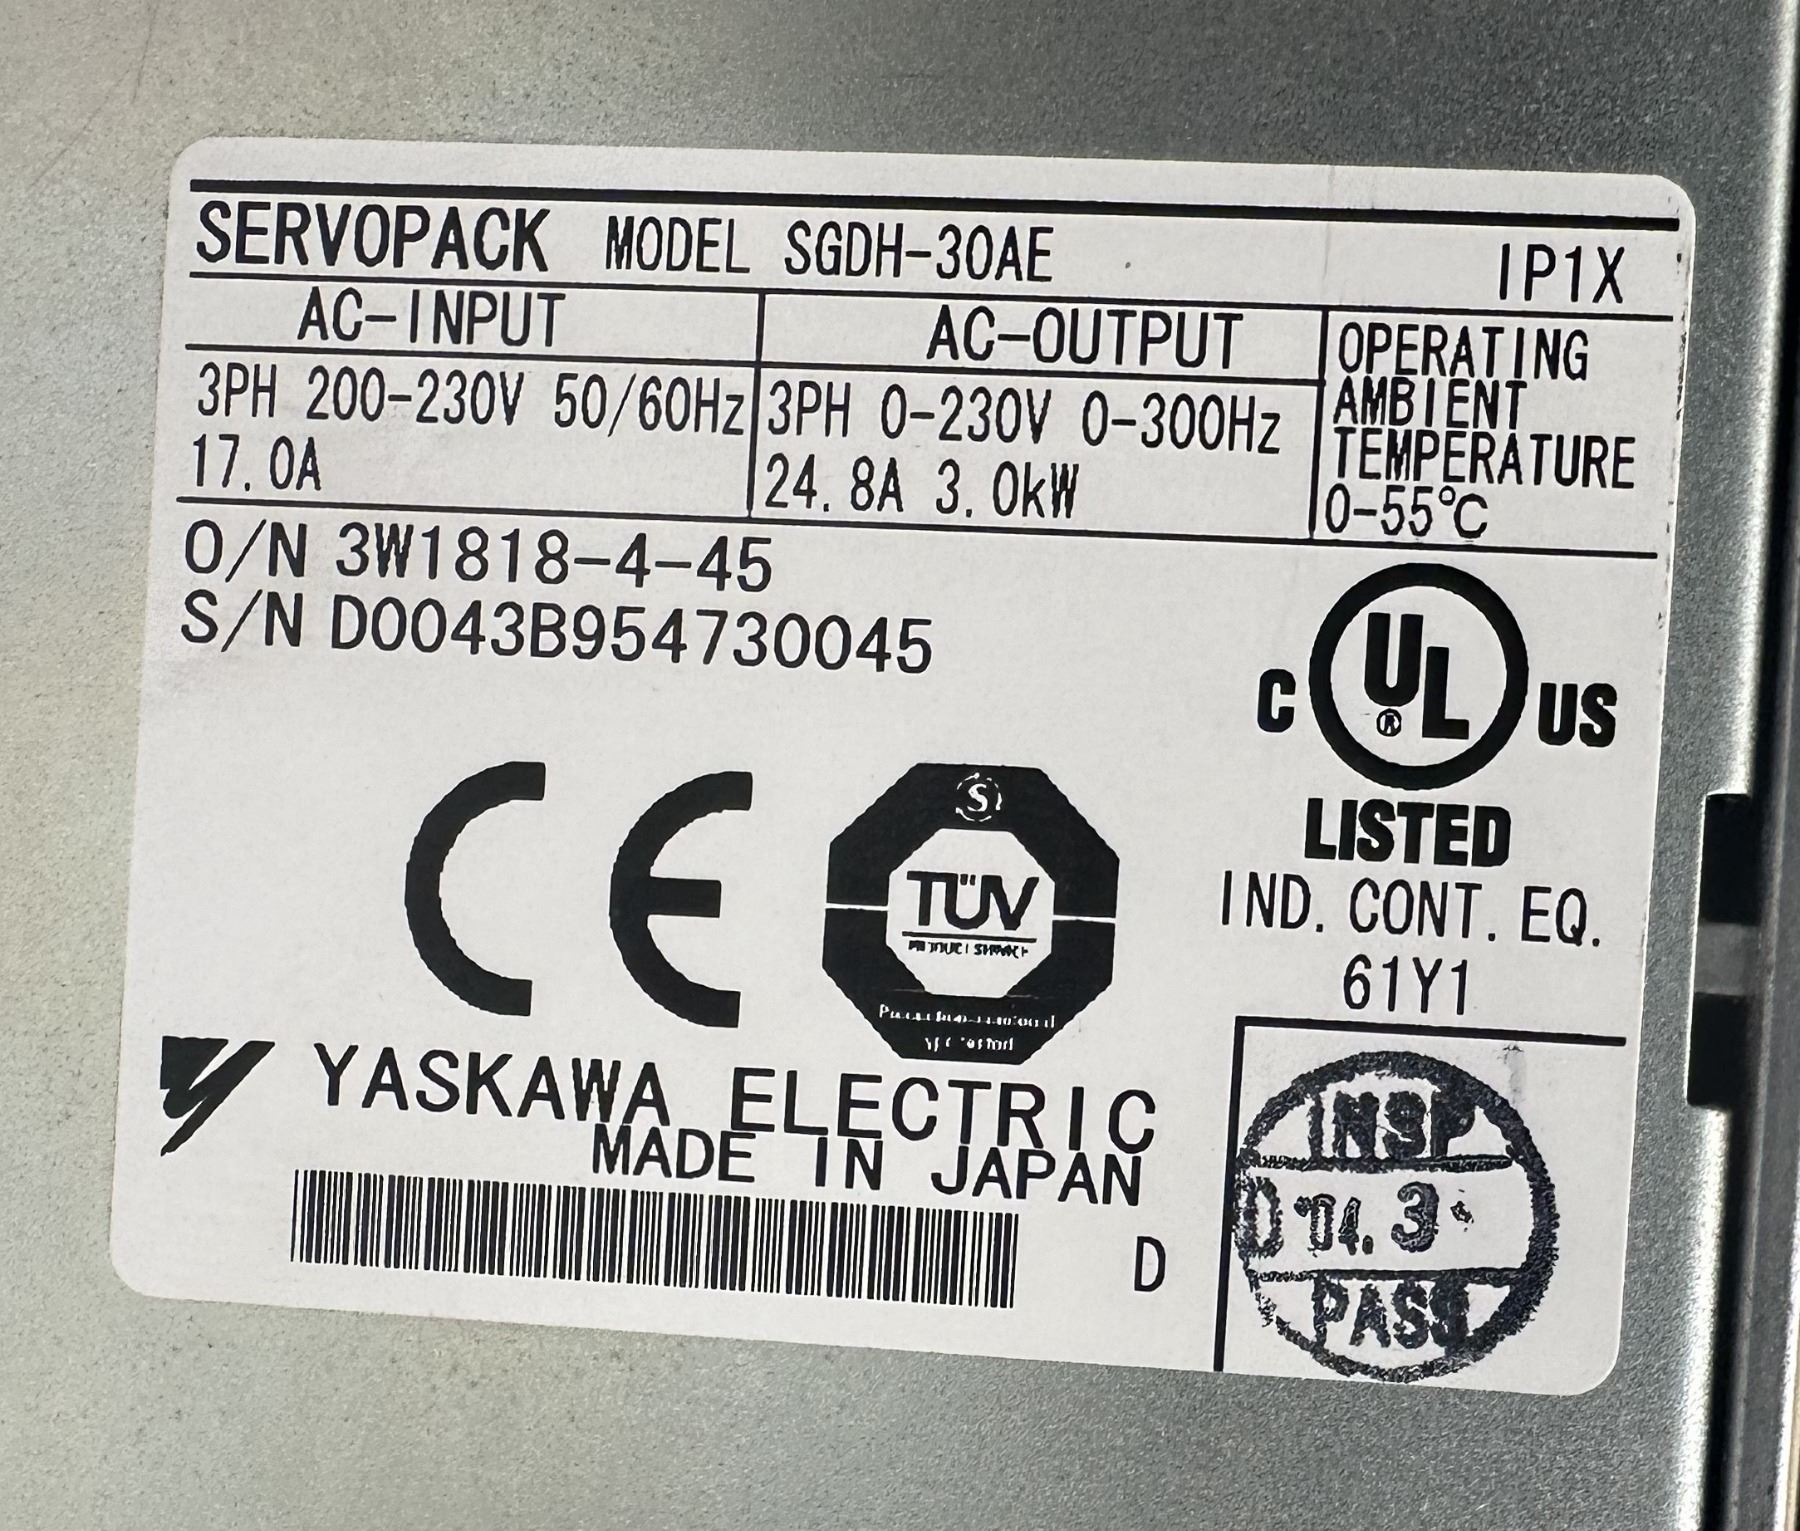 SERVOPACK MODEL SGDH-30AE IP1X
AC-INPUT
3PH 200-230V 50/60Hz
17.0A
AC-OUTPUT
3PH 0-230V 0-300Hz
24.8A 3.0kW
OPERATING
AMBIENT
TEMPERATURE
0-55℃
O/N 3W1818-4-45
S/N D0043B954730045
C UL® US
LISTED
IND. CONT. EQ.
61Y1
CE
S
TÜV
YASKAWA ELECTRIC
MADE IN JAPAN
D
INSP
D '04. 3
PASS